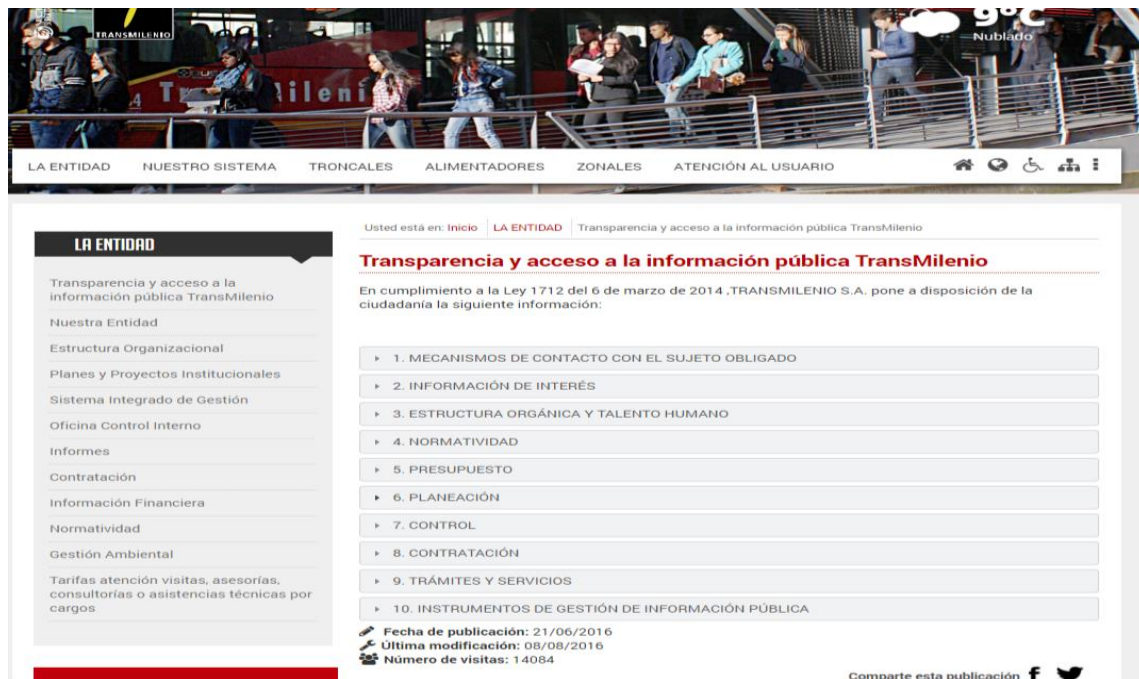 TRANSMILENIO
9°C
Nublado
LA ENTIDAD NUESTRO SISTEMA TRONCALES ALIMENTADORES ZONALES ATENCIÓN AL USUARIO
LA ENTIDAD
Transparencia y acceso a la
información pública TransMilenio
Nuestra Entidad
Estructura Organizacional
Planes y Proyectos Institucionales
Sistema Integrado de Gestión
Oficina Control Interno
Informes
Contratación
Información Financiera
Normatividad
Gestión Ambiental
Tarifas atención visitas, asesorías,
consultorías o asistencias técnicas por
cargos
Usted está en: Inicio LA ENTIDAD Transparencia y acceso a la información pública TransMilenio
Transparencia y acceso a la información pública TransMilenio
En cumplimiento a la Ley 1712 del 6 de marzo de 2014 ,TRANSMILENIO S.A. pone a disposición de la
ciudadanía la siguiente información:
1. MECANISMOS DE CONTACTO CON EL SUJETO OBLIGADO
2. INFORMACIÓN DE INTERÉS
3. ESTRUCTURA ORGÁNICA Y TALENTO HUMANO
4. NORMATIVIDAD
5. PRESUPUESTO
6. PLANEACIÓN
7. CONTROL
8. CONTRATACIÓN
9. TRÁMITES Y SERVICIOS
10. INSTRUMENTOS DE GESTIÓN DE INFORMACIÓN PÚBLICA
Fecha de publicación: 21/06/2016
Última modificación: 08/08/2016
Número de visitas: 14084
Comparte esta publicación